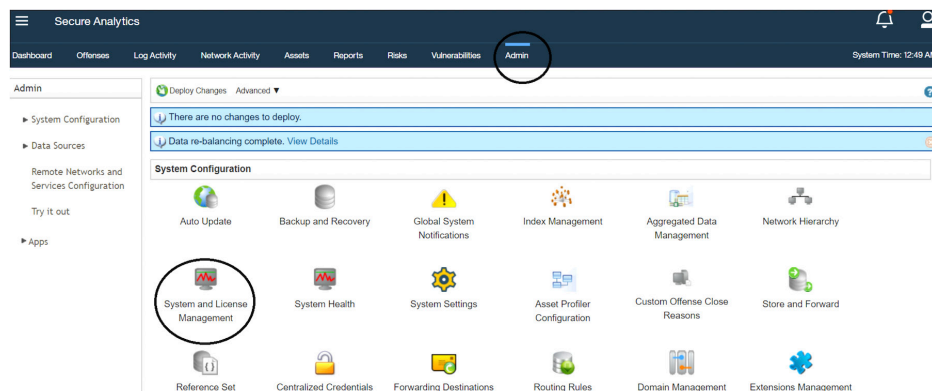 Secure Analytics
Dashboard Offenses Log Activity Network Activity Assets Reports Risks Vulnerabilities Admin System Time: 12:49 AM
Admin
Deploy Changes Advanced ▼
System Configuration
Data Sources
Remote Networks and
Services Configuration
Try it out
Apps
There are no changes to deploy.
Data re-balancing complete. View Details
System Configuration
Auto Update
Backup and Recovery
Global System
Notifications
Index Management
Aggregated Data
Management
Network Hierarchy
System and License
Management
System Health
System Settings
Asset Profiler
Configuration
Custom Offense Close
Reasons
Store and Forward
Reference Set
Centralized Credentials
Forwarding Destinations
Routing Rules
Domain Management
Extensions Management